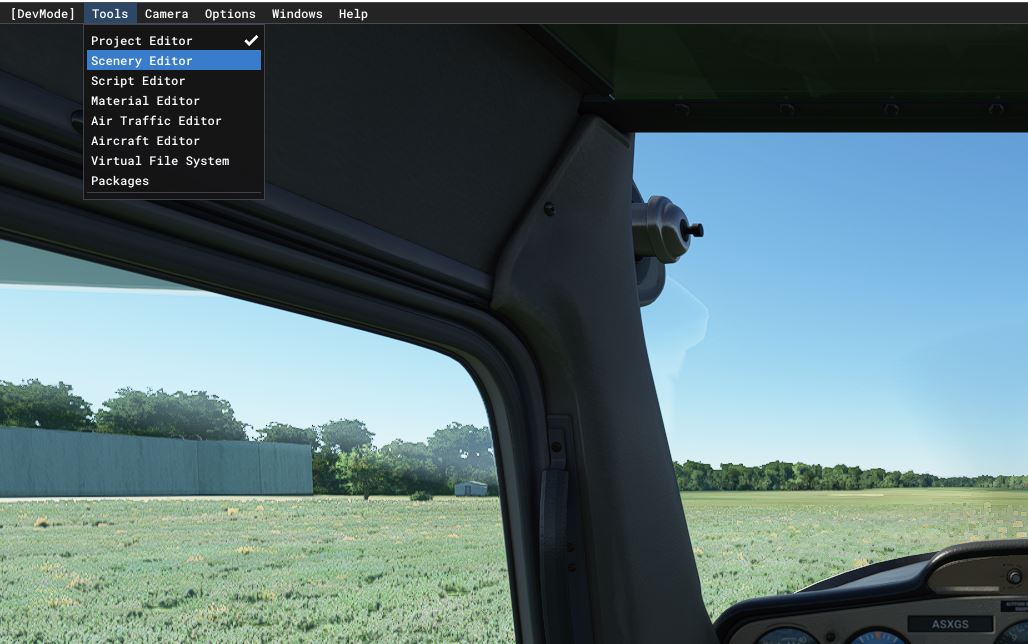 [DevMode] Tools Camera Options Windows Help
Project Editor
Scenery Editor
Script Editor
Material Editor
Air Traffic Editor
Aircraft Editor
Virtual File System
Packages
ASXGS